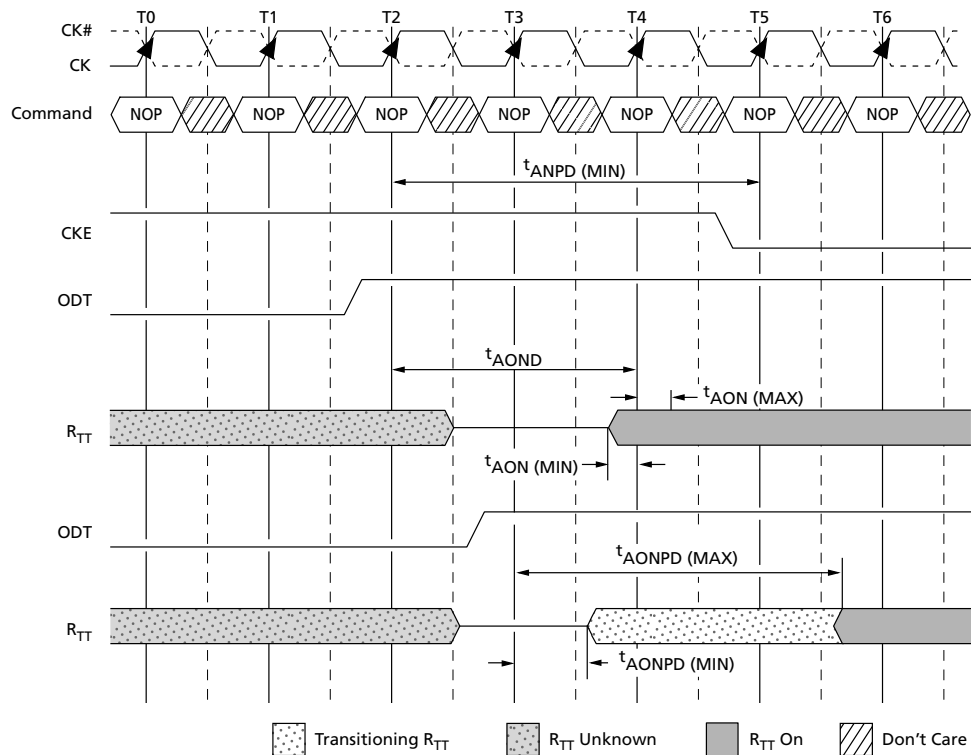 T0 T1 T2 T3 T4 T5 T6
CK#
CK
Command NOP NOP NOP NOP NOP NOP NOP
tANPD (MIN)
CKE
ODT
tAOND
tAON (MAX)
RTT
tAON (MIN)
ODT
tAONPD (MAX)
RTT
tAONPD (MIN)
Transitioning RTT RTT Unknown RTT On Don't Care